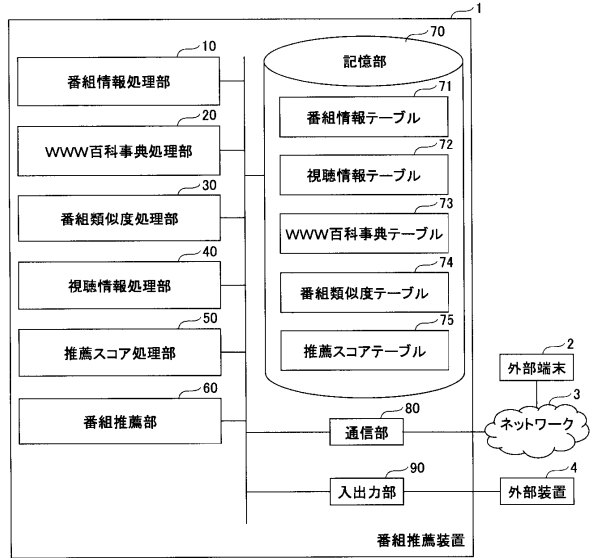 1
10
番組情報処理部
20
WWW百科事典処理部
30
番組類似度処理部
40
視聴情報処理部
50
推薦スコア処理部
60
番組推薦部
70
記憶部
71
番組情報テーブル
72
視聴情報テーブル
73
WWW百科事典テーブル
74
番組類似度テーブル
75
推薦スコアテーブル
80
通信部
90
入出力部
2
外部端末
3
ネットワーク
4
外部装置
番組推薦装置